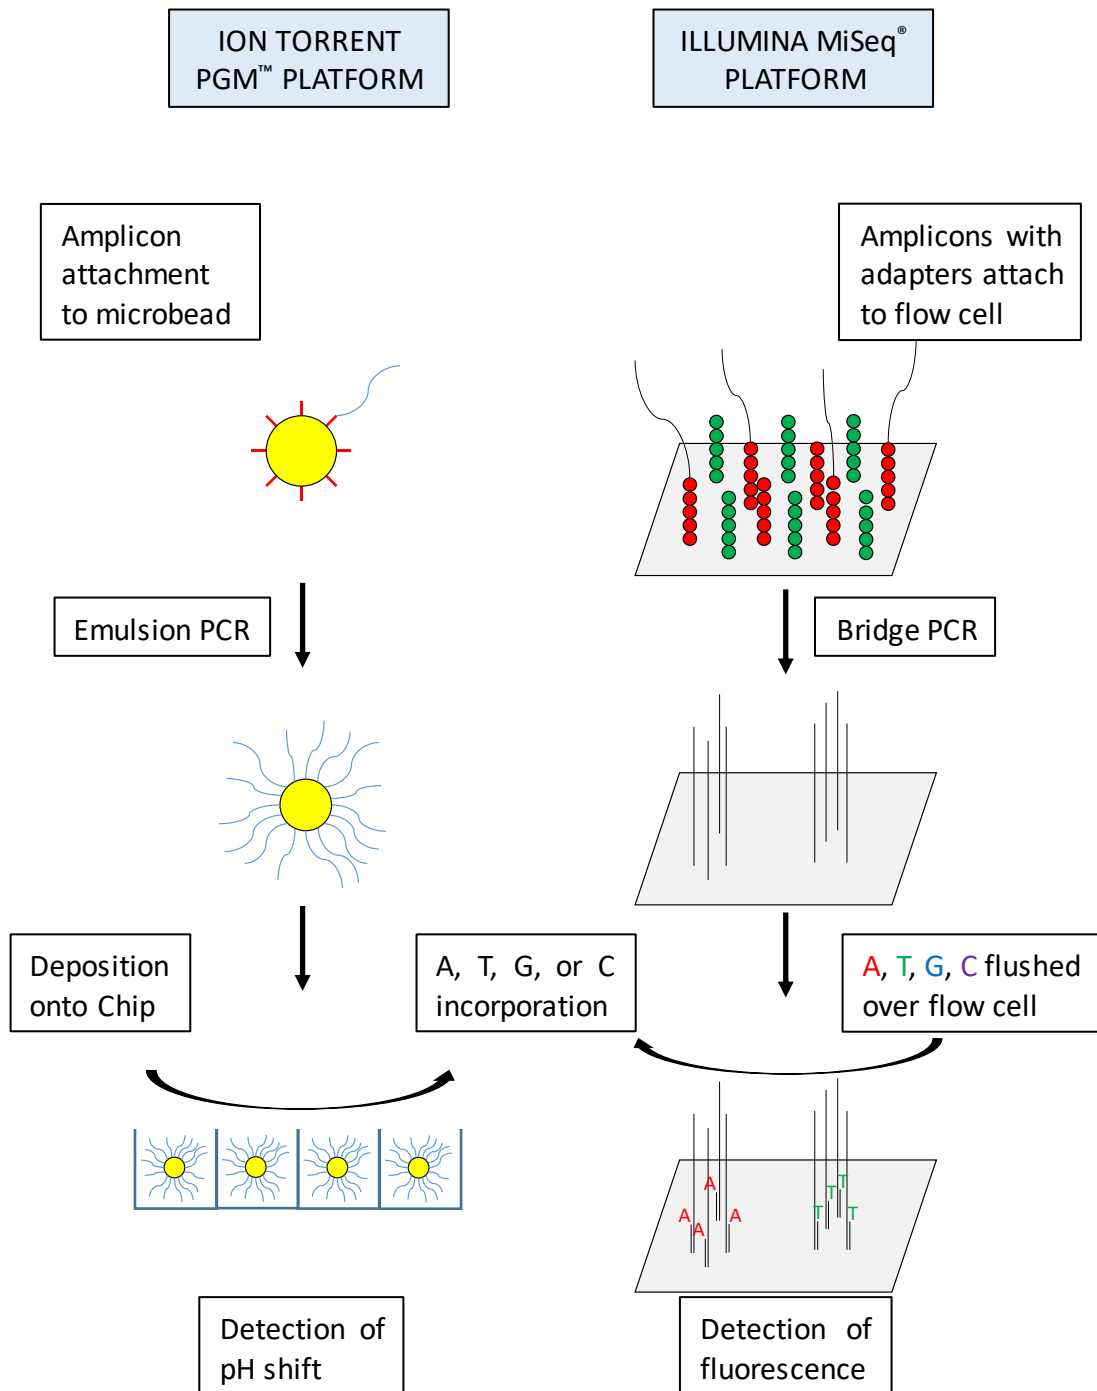 ION TORRENT
PGM™ PLATFORM
ILLUMINA MiSeq®
PLATFORM
Amplicon
attachment
to microbead
Amplicons with
adapters attach
to flow cell
Emulsion PCR
Bridge PCR
Deposition
onto Chip
A, T, G, or C
incorporation
A, T, G, C flushed
over flow cell
A
A
A
A
T
T
T
T
Detection of
pH shift
Detection of
fluorescence